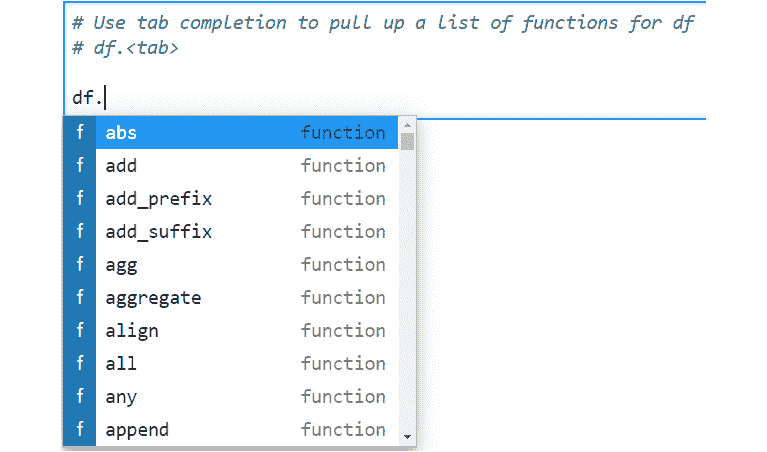 # Use tab completion to pull up a list of functions for df
# df.<tab>
df.
f abs function
f add function
f add_prefix function
f add_suffix function
f agg function
f aggregate function
f align function
f all function
f any function
f append function